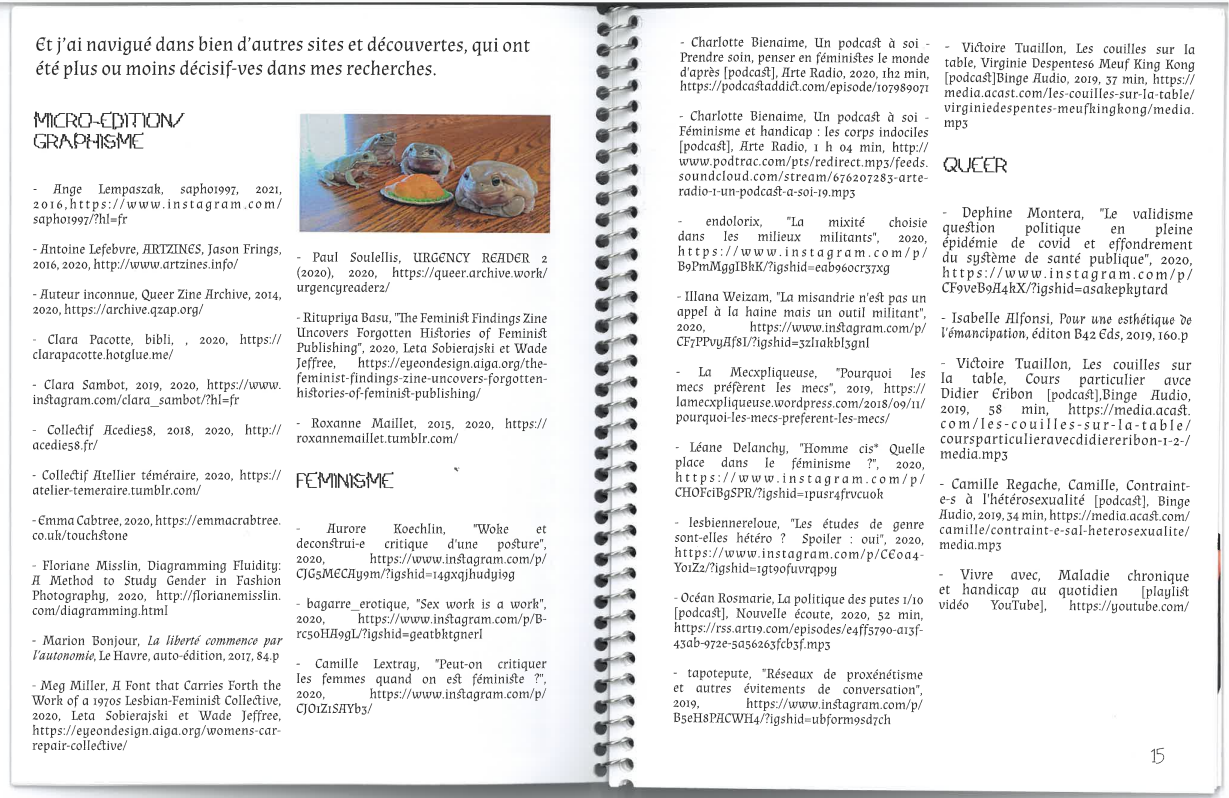 Et j'ai navigué dans bien d'autres sites et découvertes, qui ont
été plus ou moins décisif-ves dans mes recherches.
MICRO-EDITION/
GRAPHISME
- Ange Lempaszak, sapho1997, 2021,
2016,https://www.instagram.com/
sapho1997/?hl=fr
- Antoine Lefebvre, ARTZINES, Jason Frings,
2016, 2020, http://www.artzines.info/
- Auteur inconnue, Queer Zine Archive, 2014,
2020, https://archive.qzap.org/
- Clara Pacotte, bibli, , 2020, https://
clarapacotte.hotglue.me/
- Clara Sambot, 2019, 2020, https://www.
instagram.com/clara_sambot/?hl=fr
- Collectif Acedie58, 2018, 2020, http://
acedie58.fr/
- Collectif Atellier téméraire, 2020, https://
atelier-temeraire.tumblr.com/
- Emma Cabtree, 2020, https://emmacrabtree.
co.uk/touchstone
- Floriane Misslin, Diagramming Fluidity:
A Method to Study Gender in Fashion
Photography, 2020, http://florianemisslin.
com/diagramming.html
- Marion Bonjour, La liberté commence par
l'autonomie, Le Havre, auto-édition, 2017, 84.p
- Meg Miller, A Font that Carries Forth the
Work of a 1970s Lesbian-Feminist Collective,
2020, Leta Sobierajski et Wade Jeffree,
https://eyeondesign.aiga.org/womens-car-
repair-collective/
- Paul Soulellis, URGENCY READER 2
(2020), 2020, https://queer.archive.work/
urgencyreader2/
- Ritupriya Basu, "The Feminist Findings Zine
Uncovers Forgotten Histories of Feminist
Publishing", 2020, Leta Sobierajski et Wade
Jeffree, https://eyeondesign.aiga.org/the-
feminist-findings-zine-uncovers-forgotten-
histories-of-feminist-publishing/
- Roxanne Maillet, 2015, 2020, https://
roxannemaillet.tumblr.com/
FEMINISME
- Aurore Koechlin, "Woke et
deconstrui-e critique d'une posture",
2020, https://www.instagram.com/p/
CJG5MECAy9m/?igshid=14gxqjhudyi9g
- bagarre_erotique, "Sex work is a work",
2020, https://www.instagram.com/p/B-
rc5oHA9gL/?igshid=geatbktgnerl
- Camille Lextray, "Peut-on critiquer
les femmes quand on est féministe ?",
2020, https://www.instagram.com/p/
CJO1Z1SAYb3/
- Charlotte Bienaime, Un podcast à soi -
Prendre soin, penser en féministes le monde
d'après [podcast], Arte Radio, 2020, 1h2 min,
https://podcastaddict.com/episode/107989071
- Charlotte Bienaime, Un podcast à soi -
Féminisme et handicap : les corps indociles
[podcast], Arte Radio, 1 h 04 min, http://
www.podtrac.com/pts/redirect.mp3/feeds.
soundcloud.com/stream/676207283-arte-
radio-1-un-podcast-a-soi-19.mp3
- endolorix, "La mixité choisie
dans les milieux militants", 2020,
https://www.instagram.com/p/
B9PmMggIBkK/?igshid=eab960cr37xg
- Illana Weizam, "La misandrie n'est pas un
appel à la haine mais un outil militant",
2020, https://www.instagram.com/p/
CF7PPvyAf8I/?igshid=3zl1akbl3gnl
- La Mecxpliqueuse, "Pourquoi les
mecs préfèrent les mecs", 2019, https://
lamecxpliqueuse.wordpress.com/2018/09/11/
pourquoi-les-mecs-preferent-les-mecs/
- Léane Delanchy, "Homme cis* Quelle
place dans le féminisme ?", 2020,
https://www.instagram.com/p/
CHOFciBgSPR/?igshid=1pusr4frvcuok
- lesbiennereloue, "Les études de genre
sont-elles hétéro ? Spoiler : oui", 2020,
https://www.instagram.com/p/CEoa4-
Yo1Z2/?igshid=1gt9ofuvrqp9y
- Océan Rosmarie, La politique des putes 1/10
[podcast], Nouvelle écoute, 2020, 52 min,
https://rss.art19.com/episodes/e4ff5790-a13f-
43ab-972e-5a56263fcb3f.mp3
- tapotepute, "Réseaux de proxénétisme
et autres évitements de conversation",
2019, https://www.instagram.com/p/
B5eH8PACWH4/?igshid=ubform9sd7ch
- Victoire Tuaillon, Les couilles sur la
table, Virginie Despentes6 Meuf King Kong
[podcast]Binge Audio, 2019, 37 min, https://
media.acast.com/les-couilles-sur-la-table/
virginiedespentes-meufkingkong/media.
mp3
QUEER
- Dephine Montera, "Le validisme
question politique en pleine
épidémie de covid et effondrement
du système de santé publique", 2020,
https://www.instagram.com/p/
CF9veB9A4kX/?igshid=asakepkytard
- Isabelle Alfonsi, Pour une esthétique de
l'émancipation, éditon B42 Eds, 2019, 160.p
- Victoire Tuaillon, Les couilles sur
la table, Cours particulier avce
Didier Eribon [podcast],Binge Audio,
2019, 58 min, https://media.acast.
com/les-couilles-sur-la-table/
coursparticulieravecdidiereribon-1-2-/
media.mp3
- Camille Regache, Camille, Contraint-
e-s à l'hétérosexualité [podcast], Binge
Audio, 2019, 34 min, https://media.acast.com/
camille/contraint-e-sal-heterosexualite/
media.mp3
- Vivre avec, Maladie chronique
et handicap au quotidien [playlist
vidéo YouTube], https://youtube.com/
15